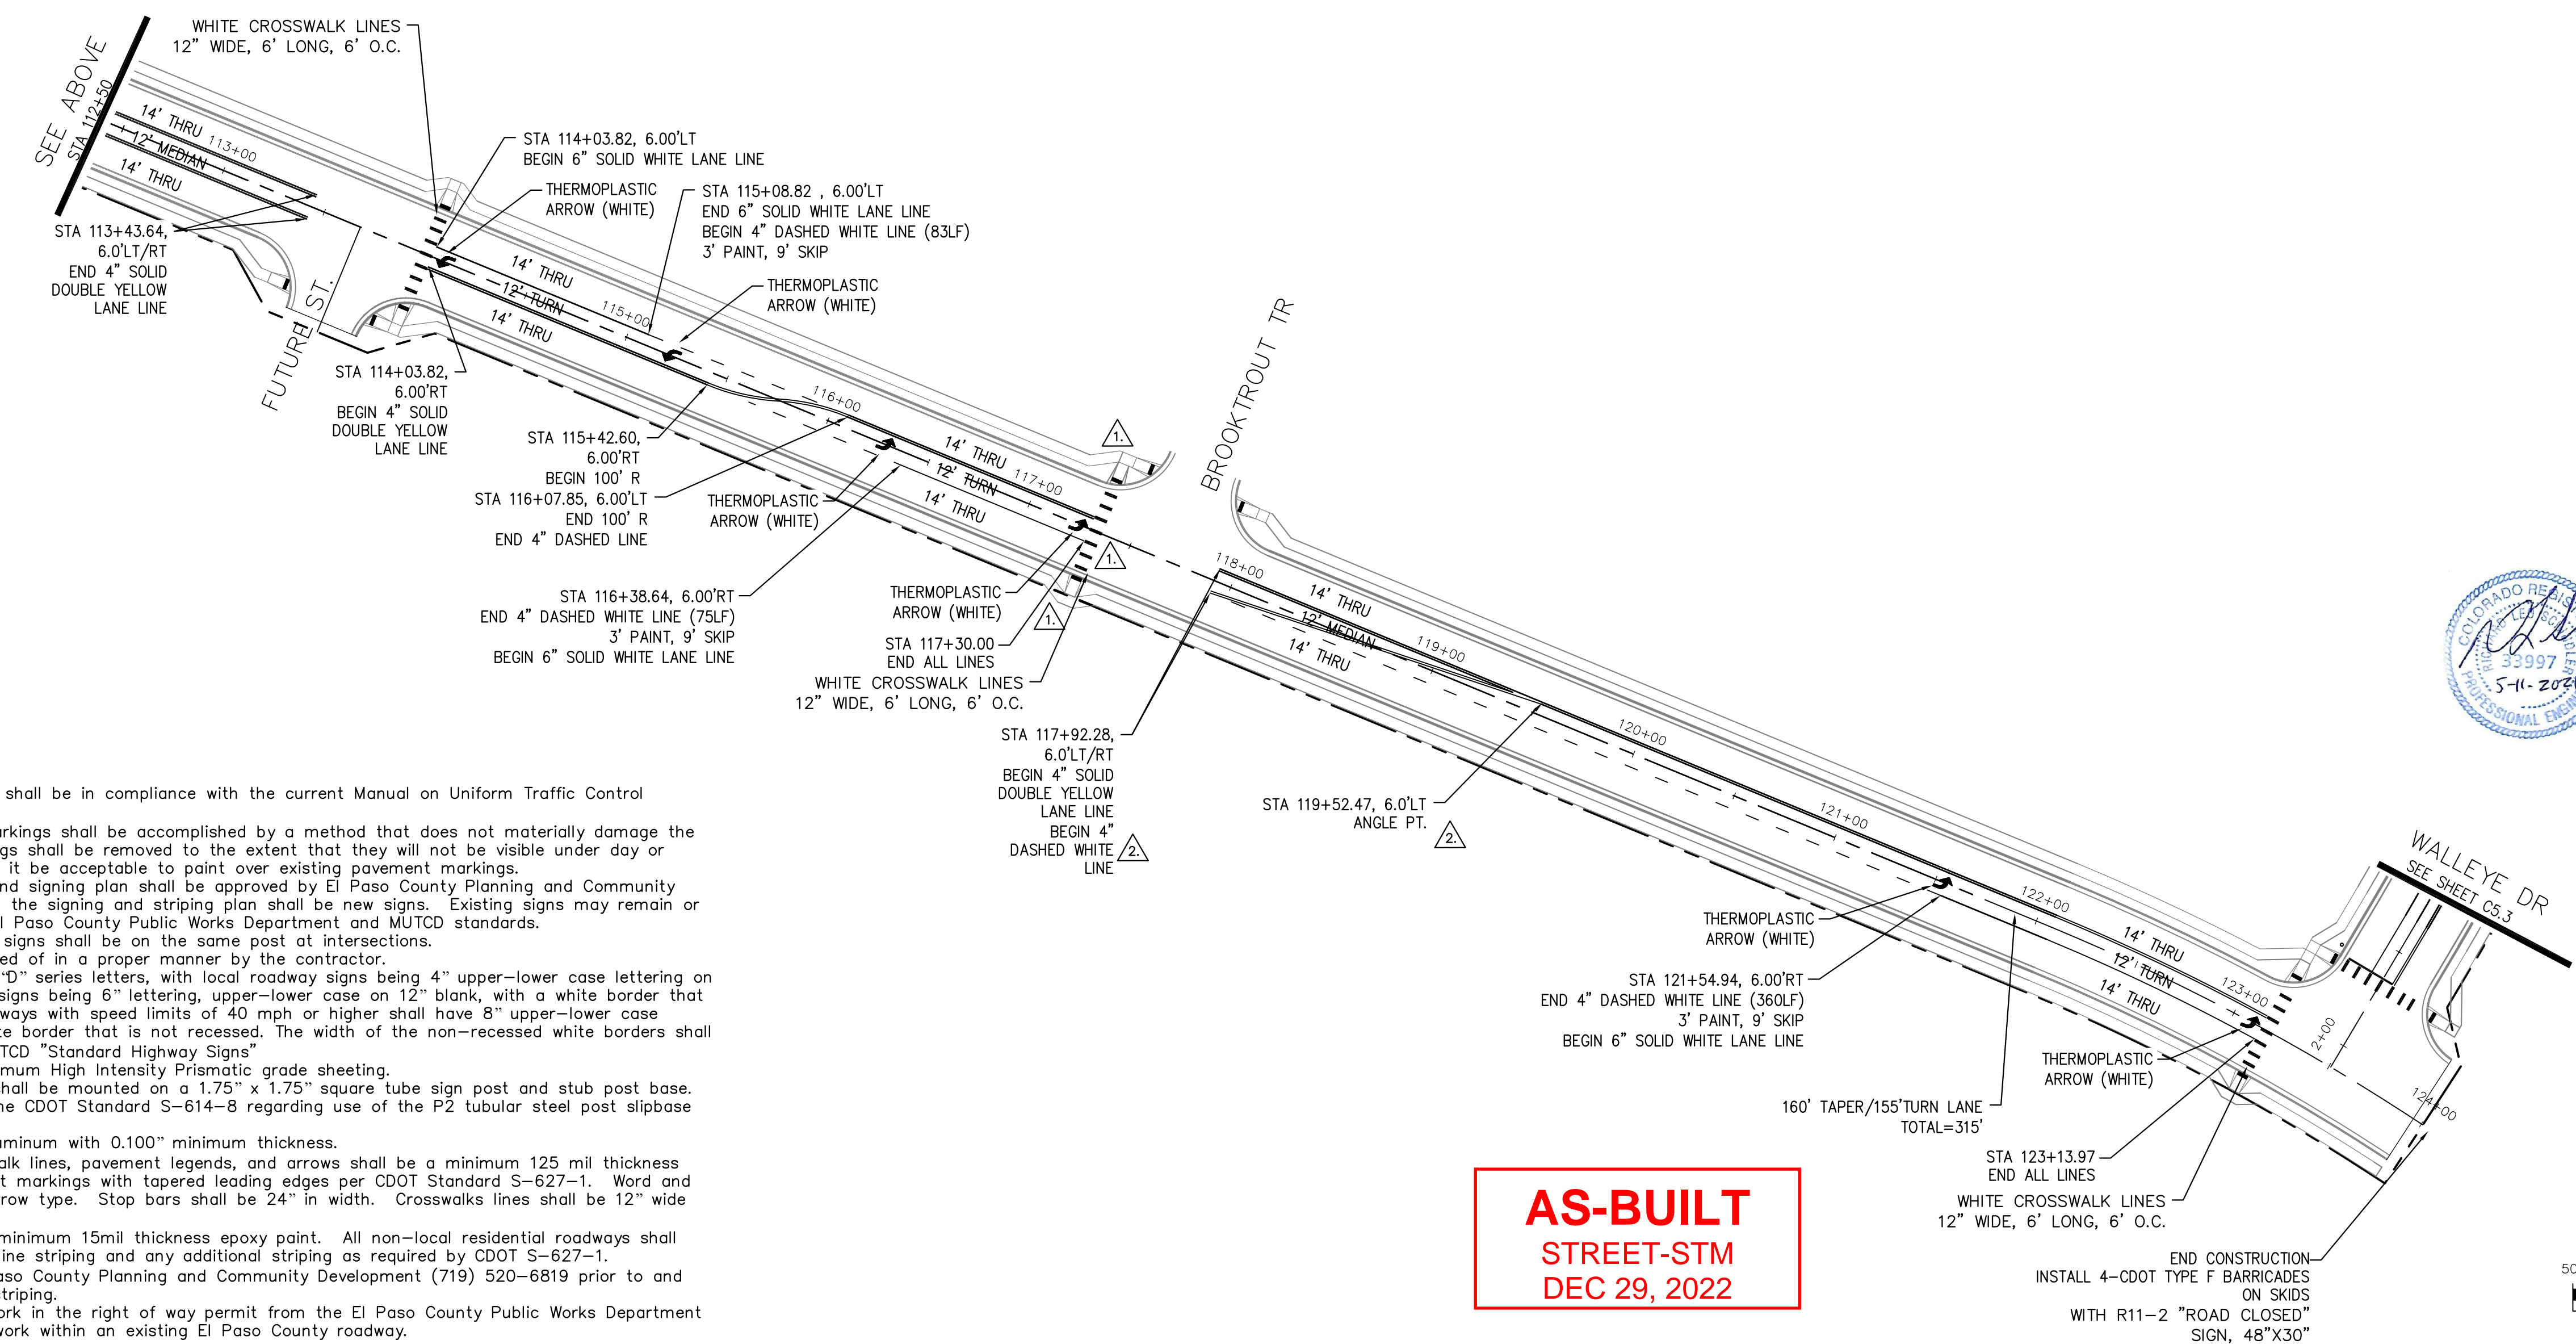 WHITE CROSSWALK LINES
12” WIDE, 6’ LONG, 6’ O.C.
SEE ABOVE
STA 112+50
14’ THRU
12’ MEDIAN
14’ THRU
113+00
STA 113+43.64,
6.0’LT/RT
END 4” SOLID
DOUBLE YELLOW
LANE LINE
STA 114+03.82, 6.00’LT
BEGIN 6” SOLID WHITE LANE LINE
THERMOPLASTIC
ARROW (WHITE)
STA 115+08.82 , 6.00’LT
END 6” SOLID WHITE LANE LINE
BEGIN 4” DASHED WHITE LINE (83LF)
3’ PAINT, 9’ SKIP
THERMOPLASTIC
ARROW (WHITE)
14’ THRU
12’ TURN
14’ THRU
115+00
FUTURE ST.
STA 114+03.82,
6.00’RT
BEGIN 4” SOLID
DOUBLE YELLOW
LANE LINE
116+00
STA 115+42.60,
6.00’RT
BEGIN 100’ R
STA 116+07.85, 6.00’LT
END 100’ R
END 4” DASHED LINE
THERMOPLASTIC
ARROW (WHITE)
14’ THRU
12’ TURN
14’ THRU
117+00
1.
BROOKTROUT TR
1.
1.
STA 116+38.64, 6.00’RT
END 4” DASHED WHITE LINE (75LF)
3’ PAINT, 9’ SKIP
BEGIN 6” SOLID WHITE LANE LINE
THERMOPLASTIC
ARROW (WHITE)
STA 117+30.00
END ALL LINES
WHITE CROSSWALK LINES
12” WIDE, 6’ LONG, 6’ O.C.
118+00
14’ THRU
12’ MEDIAN
14’ THRU
119+00
STA 117+92.28,
6.0’LT/RT
BEGIN 4” SOLID
DOUBLE YELLOW
LANE LINE
BEGIN 4”
DASHED WHITE
LINE
2.
STA 119+52.47, 6.0’LT
ANGLE PT.
2.
120+00
121+00
122+00
THERMOPLASTIC
ARROW (WHITE)
STA 121+54.94, 6.00’RT
END 4” DASHED WHITE LINE (360LF)
3’ PAINT, 9’ SKIP
BEGIN 6” SOLID WHITE LANE LINE
14’ THRU
12’ TURN
14’ THRU
123+00
WALLEYE DR
SEE SHEET C5.3
2+00
124+00
THERMOPLASTIC
ARROW (WHITE)
160’ TAPER/155’TURN LANE
TOTAL=315’
STA 123+13.97
END ALL LINES
WHITE CROSSWALK LINES
12” WIDE, 6’ LONG, 6’ O.C.
END CONSTRUCTION
INSTALL 4-CDOT TYPE F BARRICADES
ON SKIDS
WITH R11-2 "ROAD CLOSED"
SIGN, 48"X30"
COLORADO REGIS
33997
5-11-202
PROFESSIONAL ENGIN
50
AS-BUILT
STREET-STM
DEC 29, 2022
shall be in compliance with the current Manual on Uniform Traffic Control
rkings shall be accomplished by a method that does not materially damage the
gs shall be removed to the extent that they will not be visible under day or
it be acceptable to paint over existing pavement markings.
nd signing plan shall be approved by El Paso County Planning and Community
the signing and striping plan shall be new signs. Existing signs may remain or
l Paso County Public Works Department and MUTCD standards.
signs shall be on the same post at intersections.
ed of in a proper manner by the contractor.
“D” series letters, with local roadway signs being 4” upper-lower case lettering on
signs being 6” lettering, upper-lower case on 12” blank, with a white border that
ways with speed limits of 40 mph or higher shall have 8” upper-lower case
te border that is not recessed. The width of the non-recessed white borders shall
TCD "Standard Highway Signs"
mum High Intensity Prismatic grade sheeting.
shall be mounted on a 1.75” x 1.75” square tube sign post and stub post base.
he CDOT Standard S-614-8 regarding use of the P2 tubular steel post slipbase
uminum with 0.100” minimum thickness.
alk lines, pavement legends, and arrows shall be a minimum 125 mil thickness
t markings with tapered leading edges per CDOT Standard S-627-1. Word and
row type. Stop bars shall be 24” in width. Crosswalks lines shall be 12” wide
minimum 15mil thickness epoxy paint. All non-local residential roadways shall
ine striping and any additional striping as required by CDOT S-627-1.
aso County Planning and Community Development (719) 520-6819 prior to and
striping.
ork in the right of way permit from the El Paso County Public Works Department
work within an existing El Paso County roadway.